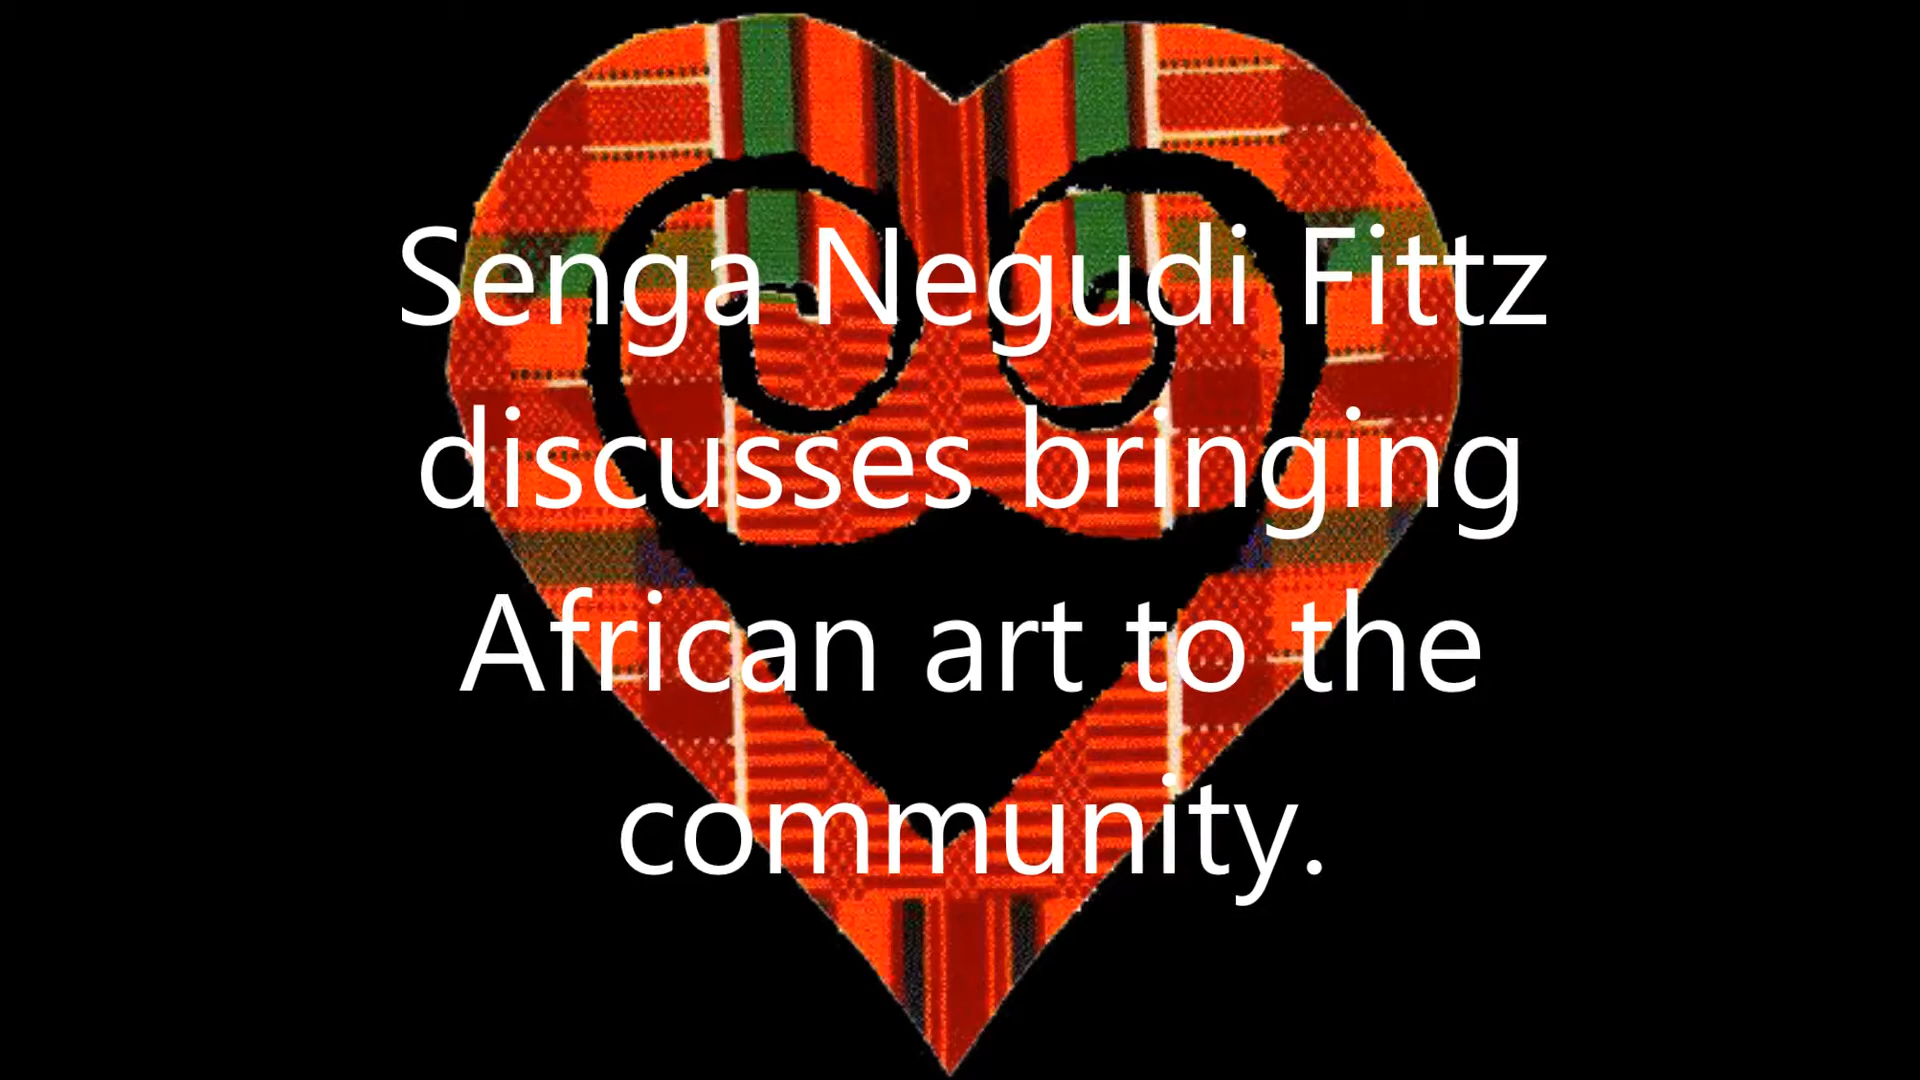 Senga Negudi Fittz
discusses bringing
African art to the
community.